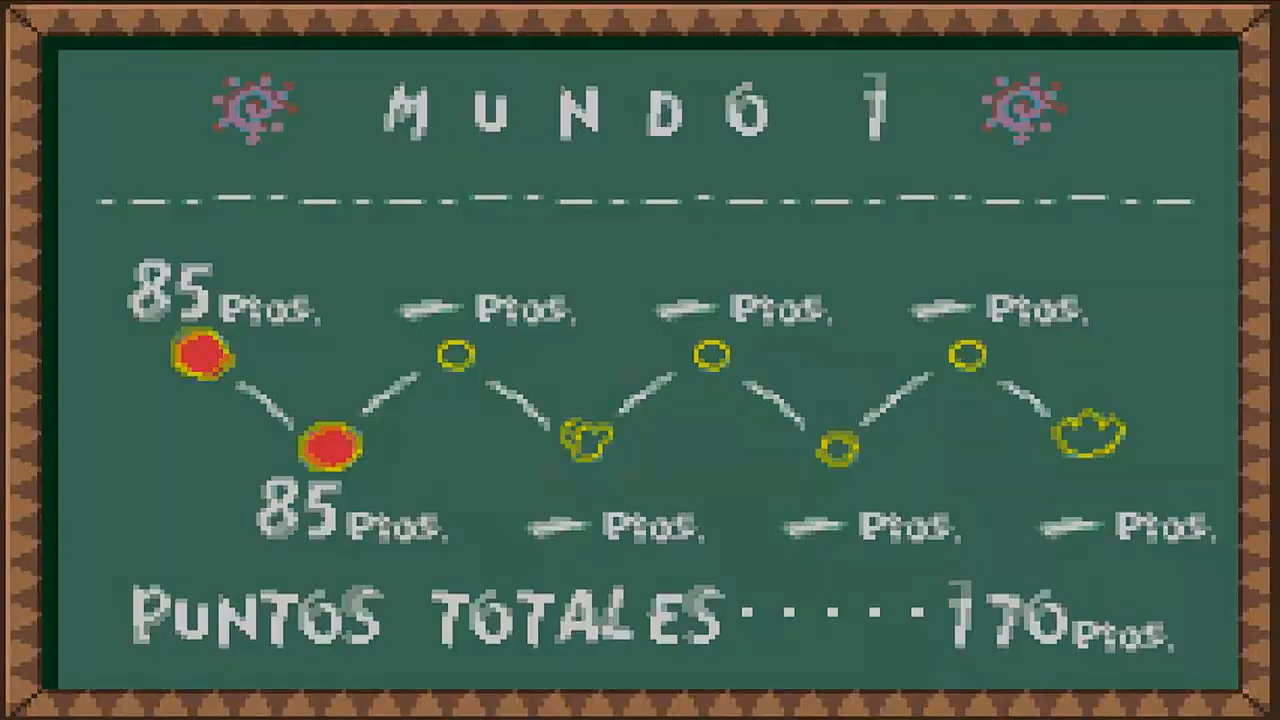 MUNDO 1
85 Ptos. - Ptos. - Ptos. - Ptos.
85 Ptos. - Ptos. - Ptos. - Ptos.
PUNTOS TOTALES ..... 170 Ptos.